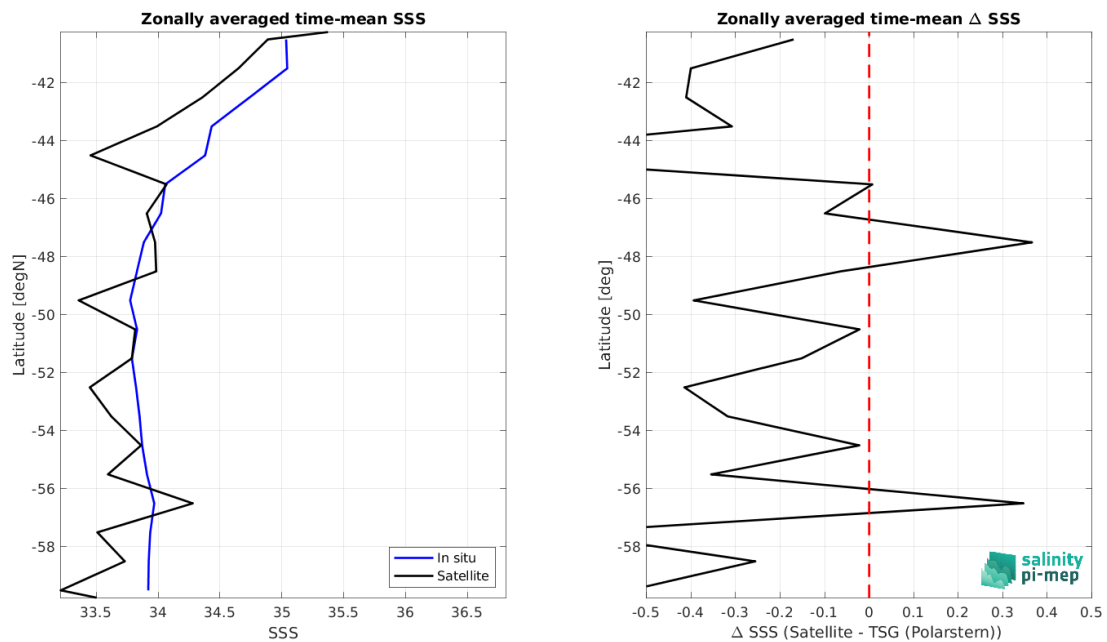 Zonally averaged time-mean SSS
Latitude [degN]
-42
-44
-46
-48
-50
-52
-54
-56
-58
33.5 34 34.5 35 35.5 36 36.5
SSS
In situ
Satellite
Zonally averaged time-mean Δ SSS
Latitude [deg]
-42
-44
-46
-48
-50
-52
-54
-56
-58
-0.5 -0.4 -0.3 -0.2 -0.1 0 0.1 0.2 0.3 0.4 0.5
Δ SSS (Satellite - TSG (Polarstern))
salinity
pi-mep